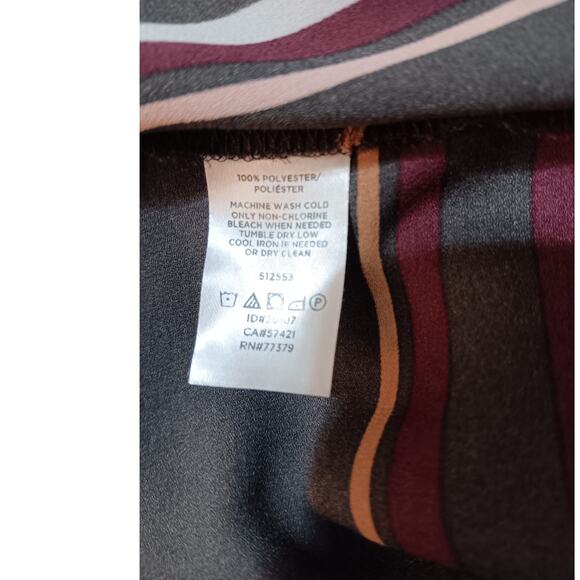 100% POLYESTER/
POLIÉSTER
MACHINE WASH COLD
ONLY NON-CHLORINE
BLEACH WHEN NEEDED
TUMBLE DRY LOW
COOL IRON IF NEEDED
OR DRY CLEAN
512553
P
CA#57421
RN#77379